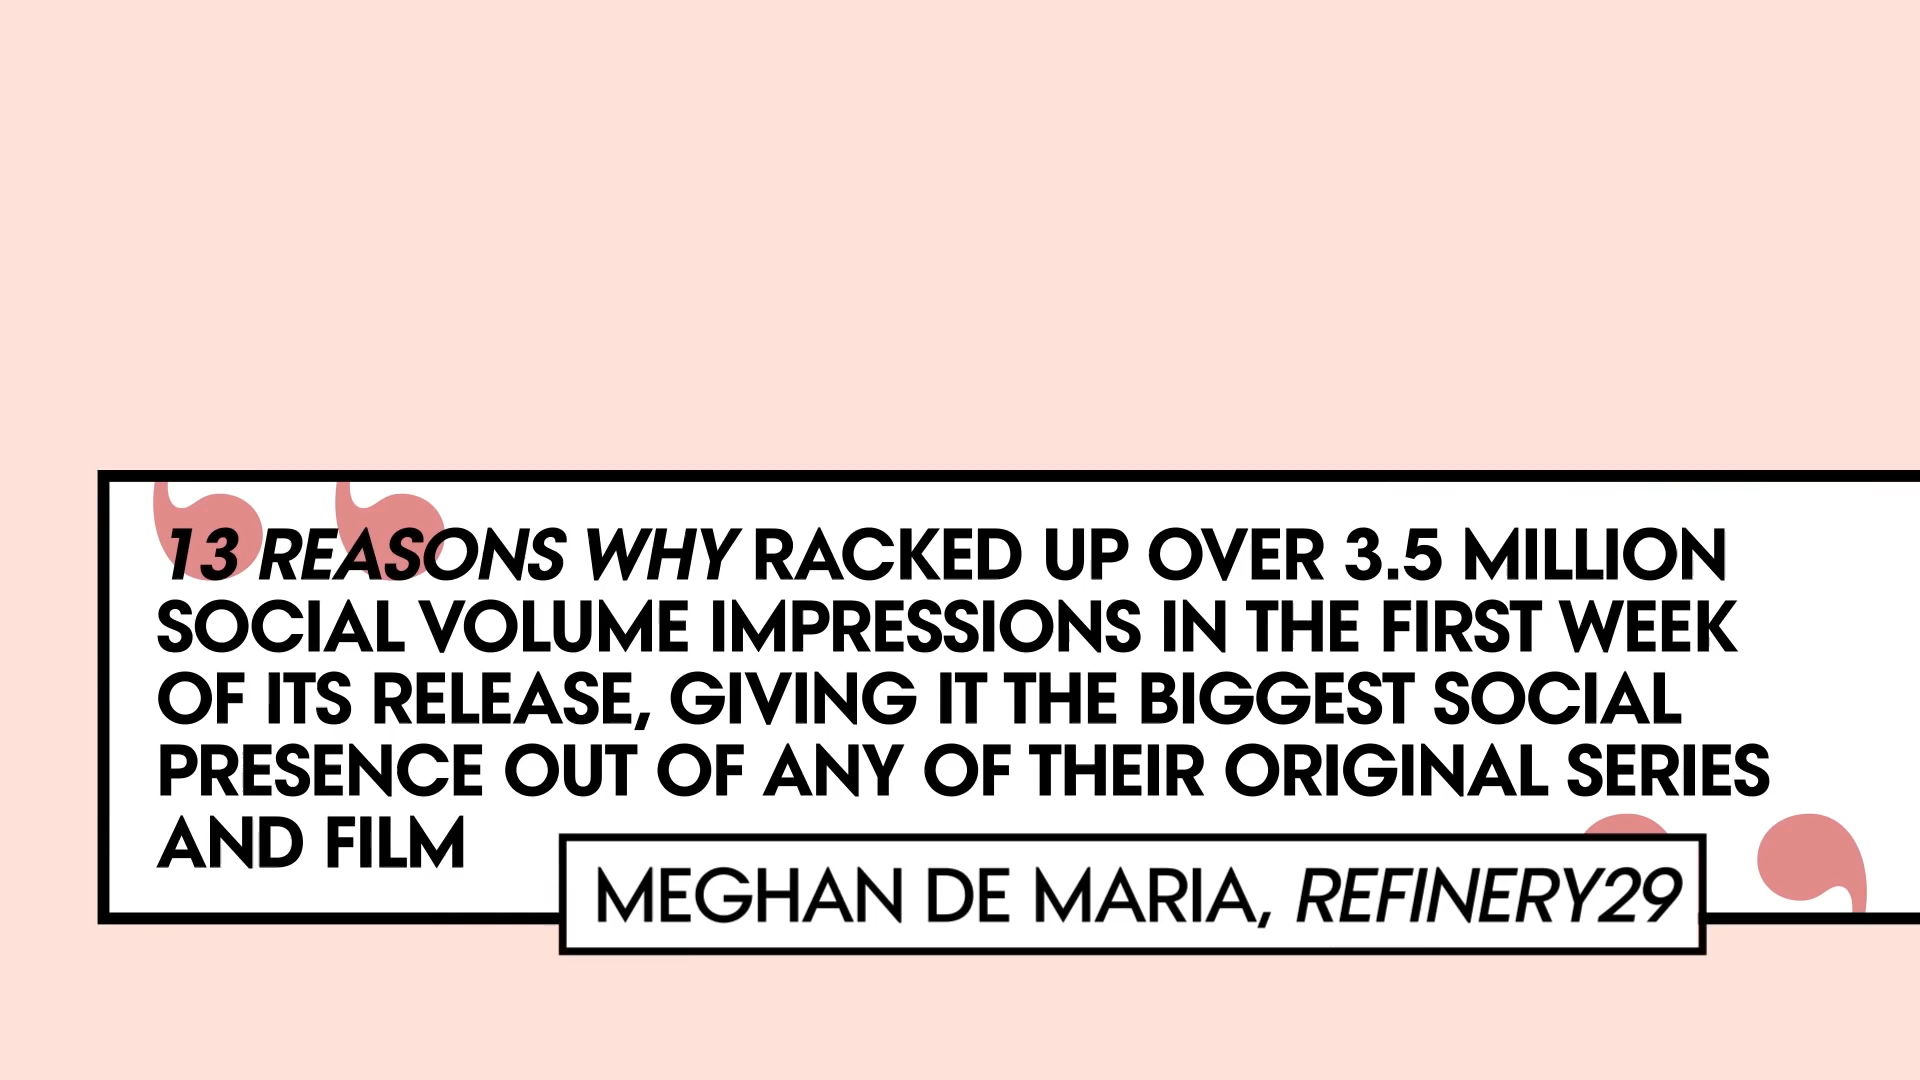 13 REASONS WHY RACKED UP OVER 3.5 MILLION
SOCIAL VOLUME IMPRESSIONS IN THE FIRST WEEK
OF ITS RELEASE, GIVING IT THE BIGGEST SOCIAL
PRESENCE OUT OF ANY OF THEIR ORIGINAL SERIES
AND FILM
MEGHAN DE MARIA, REFINERY29